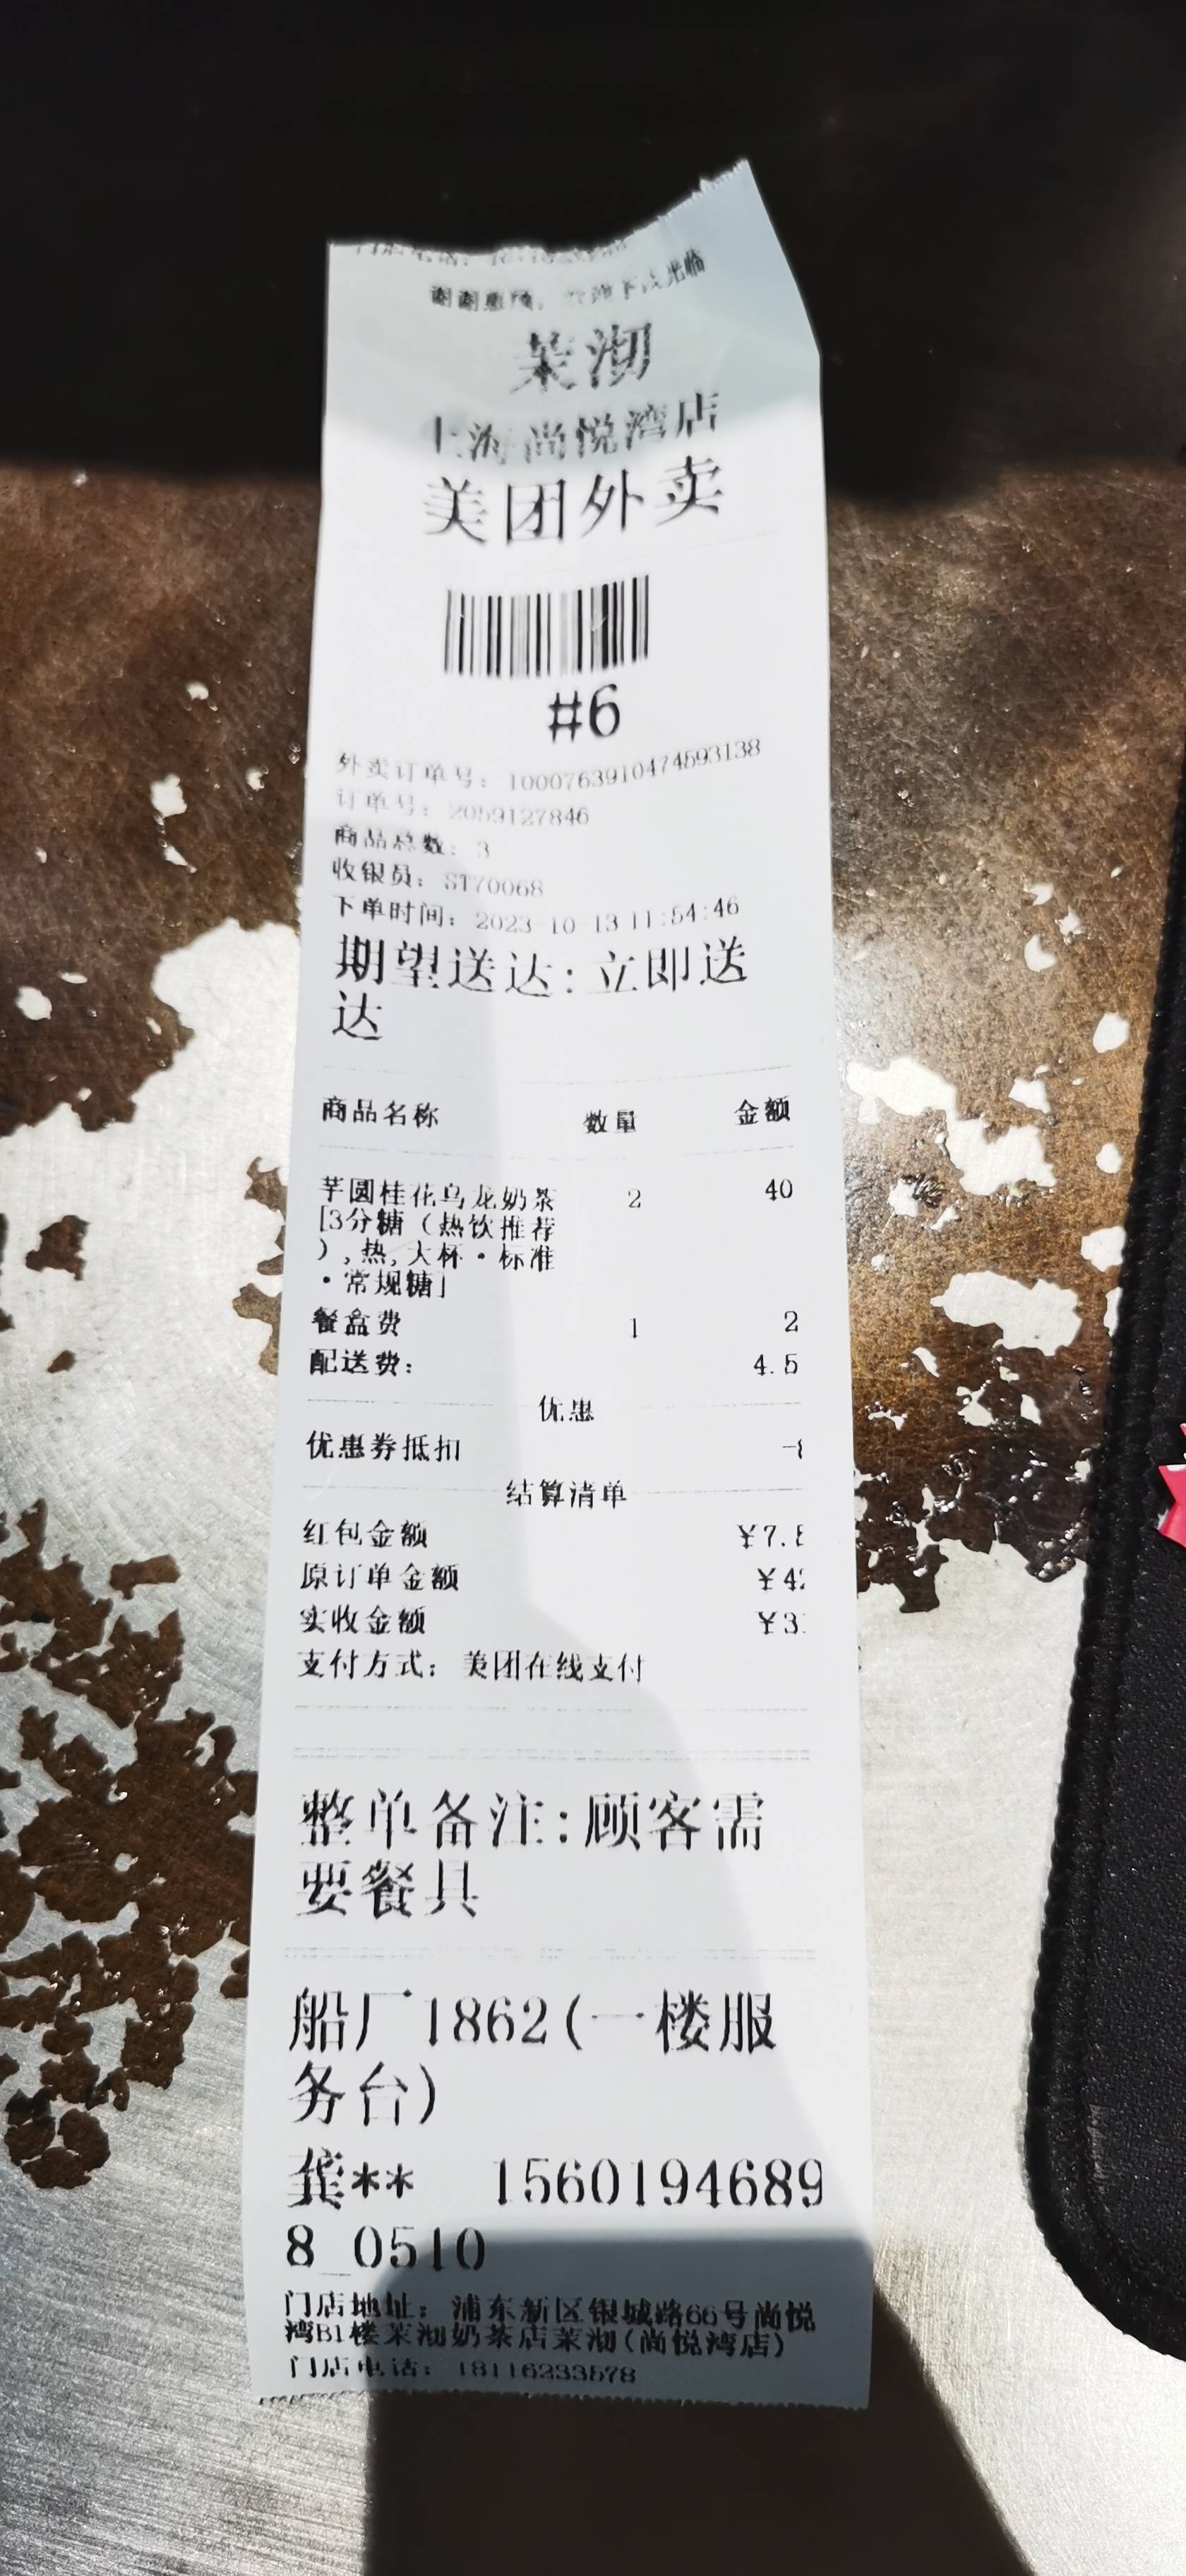 谢谢惠顾，欢迎下次光临
茉沏
上海尚悦湾店
美团外卖
#6
外卖订单号：1000763910474593138
订单号：2059127846
商品总数：3
收银员：ST70068
下单时间：2023-10-13 11:54:46
期望送达:立即送
达
商品名称 数量 金额
芋圆桂花乌龙奶茶 2 40
[3分糖（热饮推荐
）,热,大杯·标准
·常规糖]
餐盒费 1 2
配送费： 4.5
优惠
优惠券抵扣
结算清单
红包金额 ¥7.
原订单金额 ¥4
实收金额 ¥3
支付方式：美团在线支付
整单备注:顾客需
要餐具
船厂1862(一楼服
务台)
龚** 1560194689
8_0510
门店地址：浦东新区银城路66号尚悦
湾B1楼茉沏奶茶店茉沏(尚悦湾店)
门店电话：18116233578